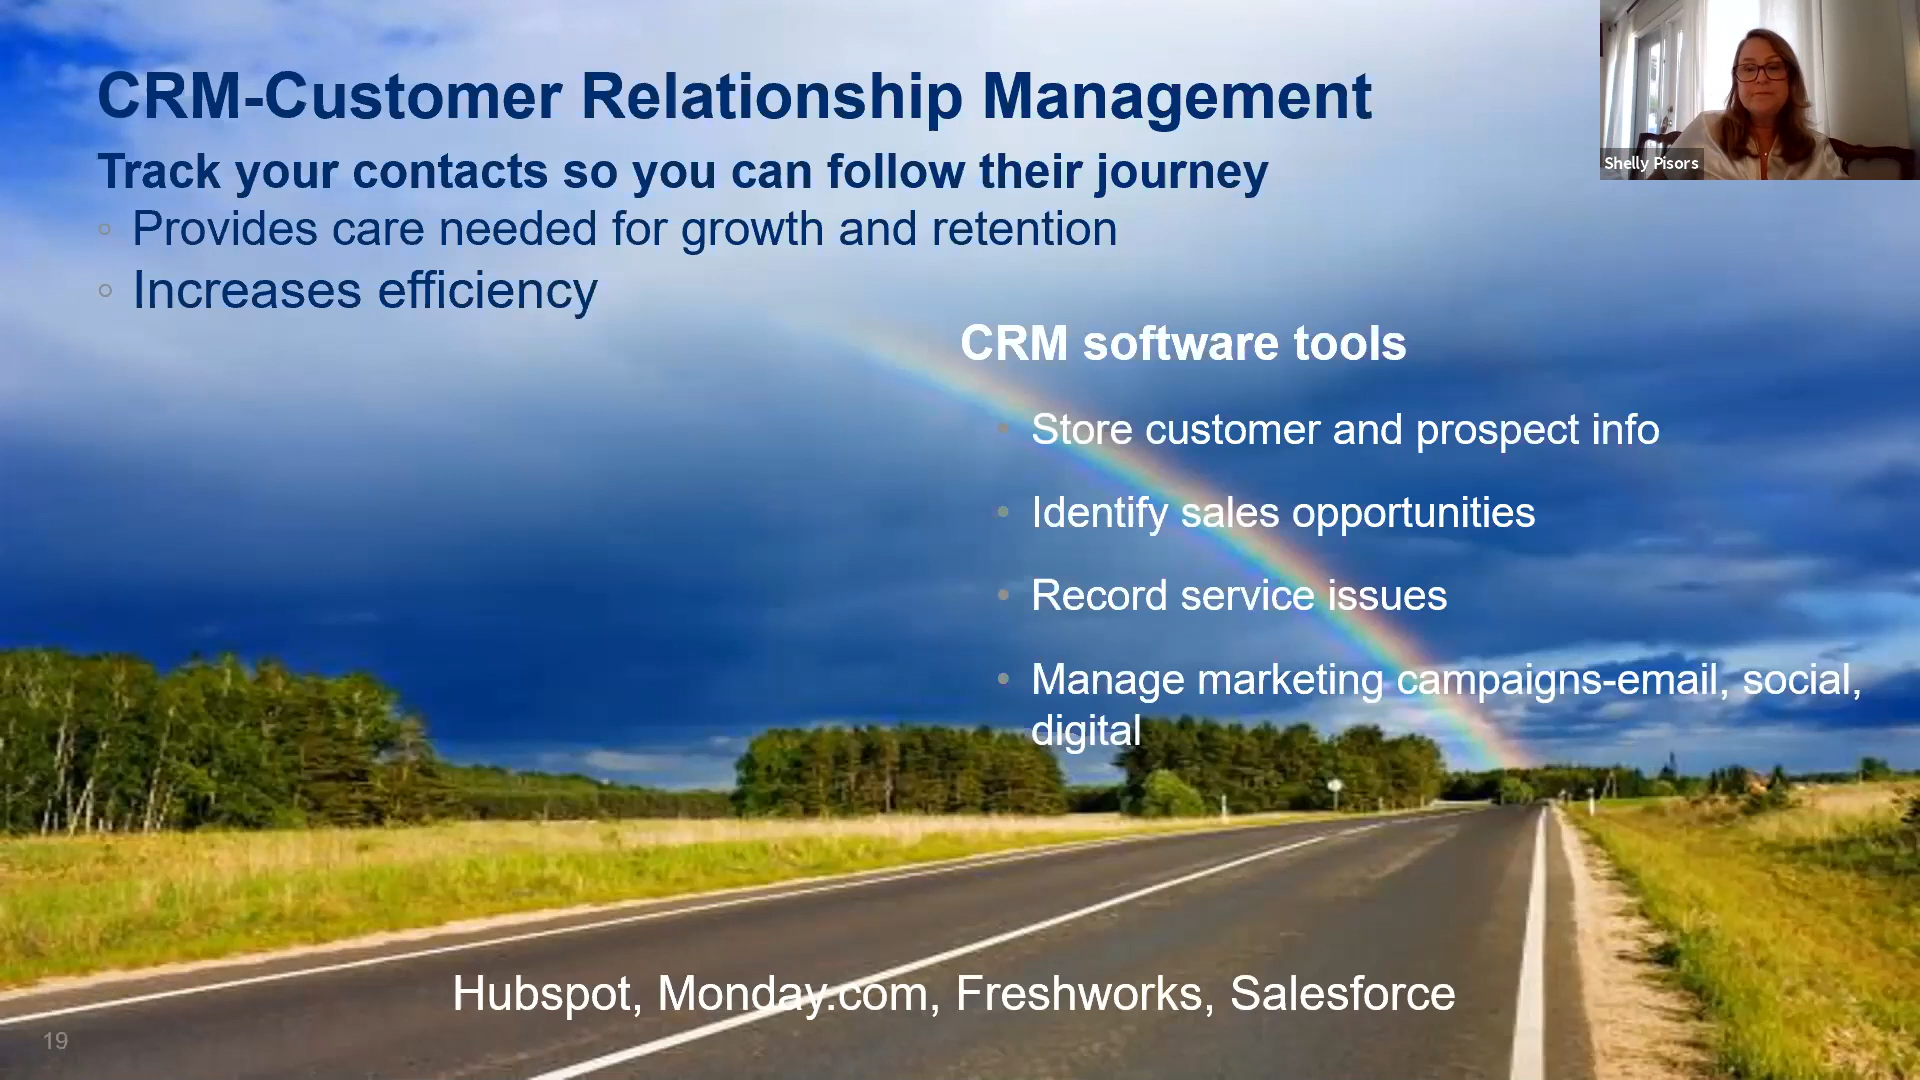 CRM-Customer Relationship Management
Track your contacts so you can follow their journey
Provides care needed for growth and retention
Increases efficiency
CRM software tools
Store customer and prospect info
Identify sales opportunities
Record service issues
Manage marketing campaigns-email, social,
digital
Hubspot, Monday.com, Freshworks, Salesforce
19
Shelly Pisors